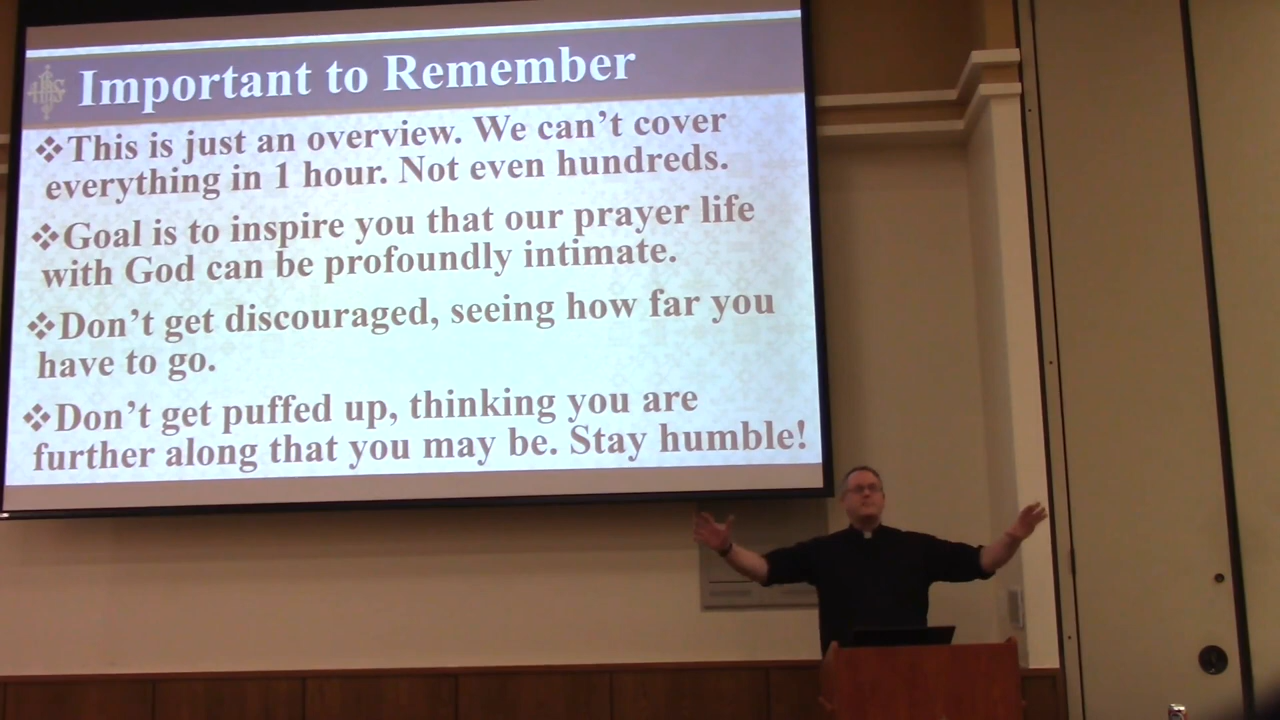 IHS
Important to Remember
❖This is just an overview. We can't cover
everything in 1 hour. Not even hundreds.
❖Goal is to inspire you that our prayer life
with God can be profoundly intimate.
❖Don't get discouraged, seeing how far you
have to go.
❖Don't get puffed up, thinking you are
further along that you may be. Stay humble!